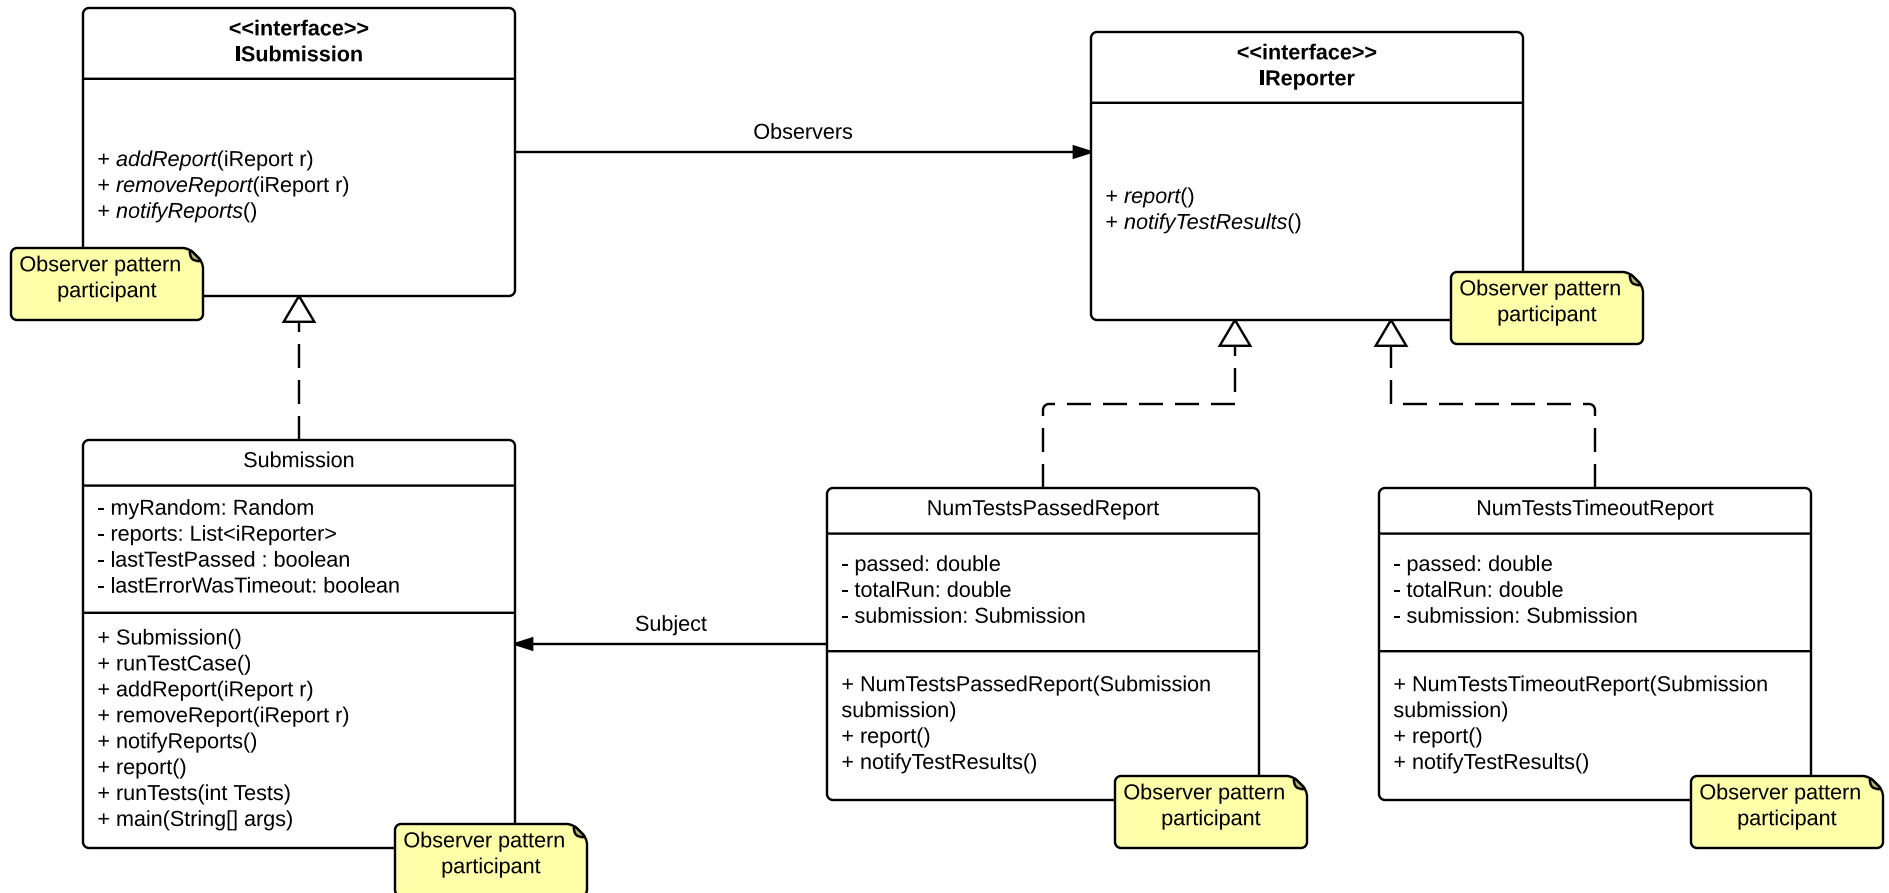 <<interface>>
ISubmission
+ addReport(iReport r)
+ removeReport(iReport r)
+ notifyReports()
Observer pattern
participant
Observers
<<interface>>
IReporter
+ report()
+ notifyTestResults()
Observer pattern
participant
Submission
- myRandom: Random
- reports: List<iReporter>
- lastTestPassed : boolean
- lastErrorWasTimeout: boolean
+ Submission()
+ runTestCase()
+ addReport(iReport r)
+ removeReport(iReport r)
+ notifyReports()
+ report()
+ runTests(int Tests)
+ main(String[] args)
Observer pattern
participant
Subject
NumTestsPassedReport
- passed: double
- totalRun: double
- submission: Submission
+ NumTestsPassedReport(Submission
submission)
+ report()
+ notifyTestResults()
Observer pattern
participant
NumTestsTimeoutReport
- passed: double
- totalRun: double
- submission: Submission
+ NumTestsTimeoutReport(Submission
submission)
+ report()
+ notifyTestResults()
Observer pattern
participant